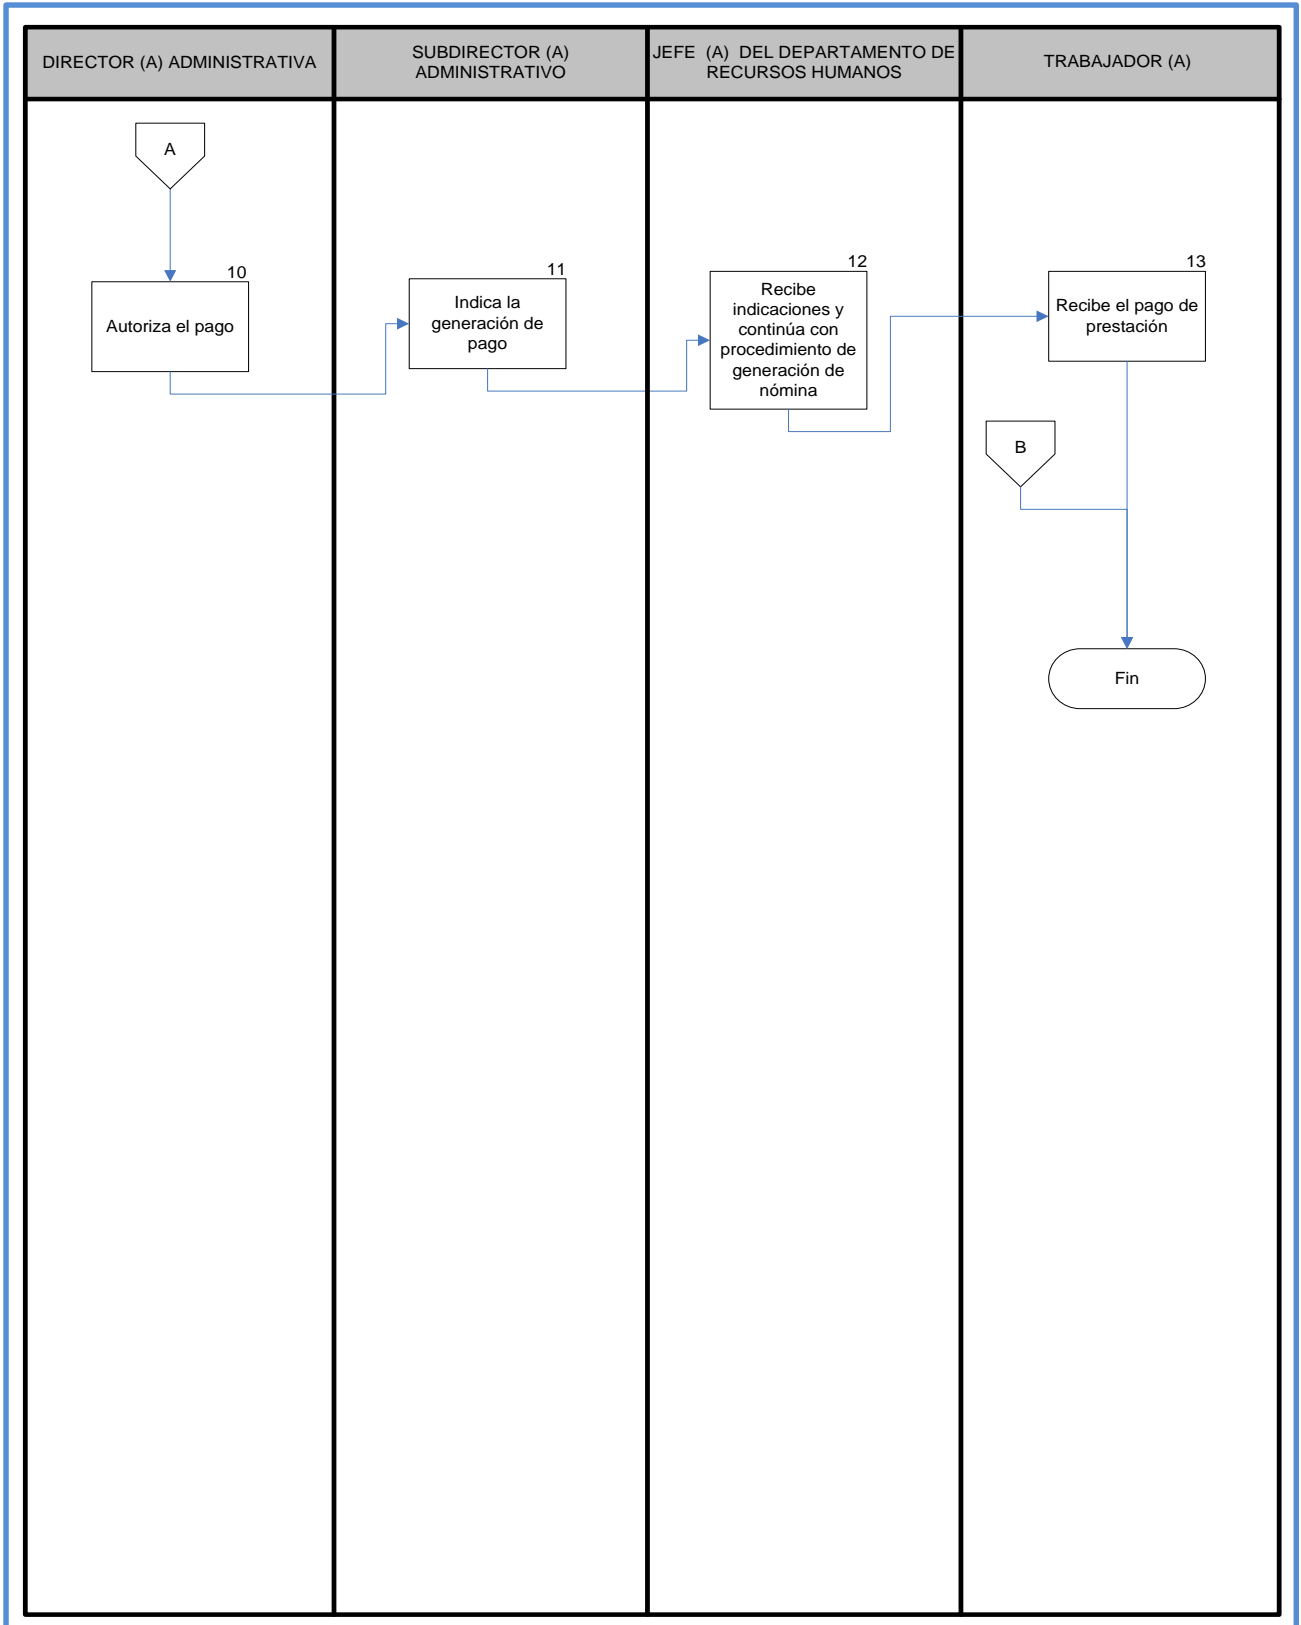 DIRECTOR (A) ADMINISTRATIVA
SUBDIRECTOR (A)
ADMINISTRATIVO
JEFE (A) DEL DEPARTAMENTO DE
RECURSOS HUMANOS
TRABAJADOR (A)
A
10
Autoriza el pago
11
Indica la
generación de
pago
12
Recibe
indicaciones y
continúa con
procedimiento de
generación de
nómina
13
Recibe el pago de
prestación
B
Fin